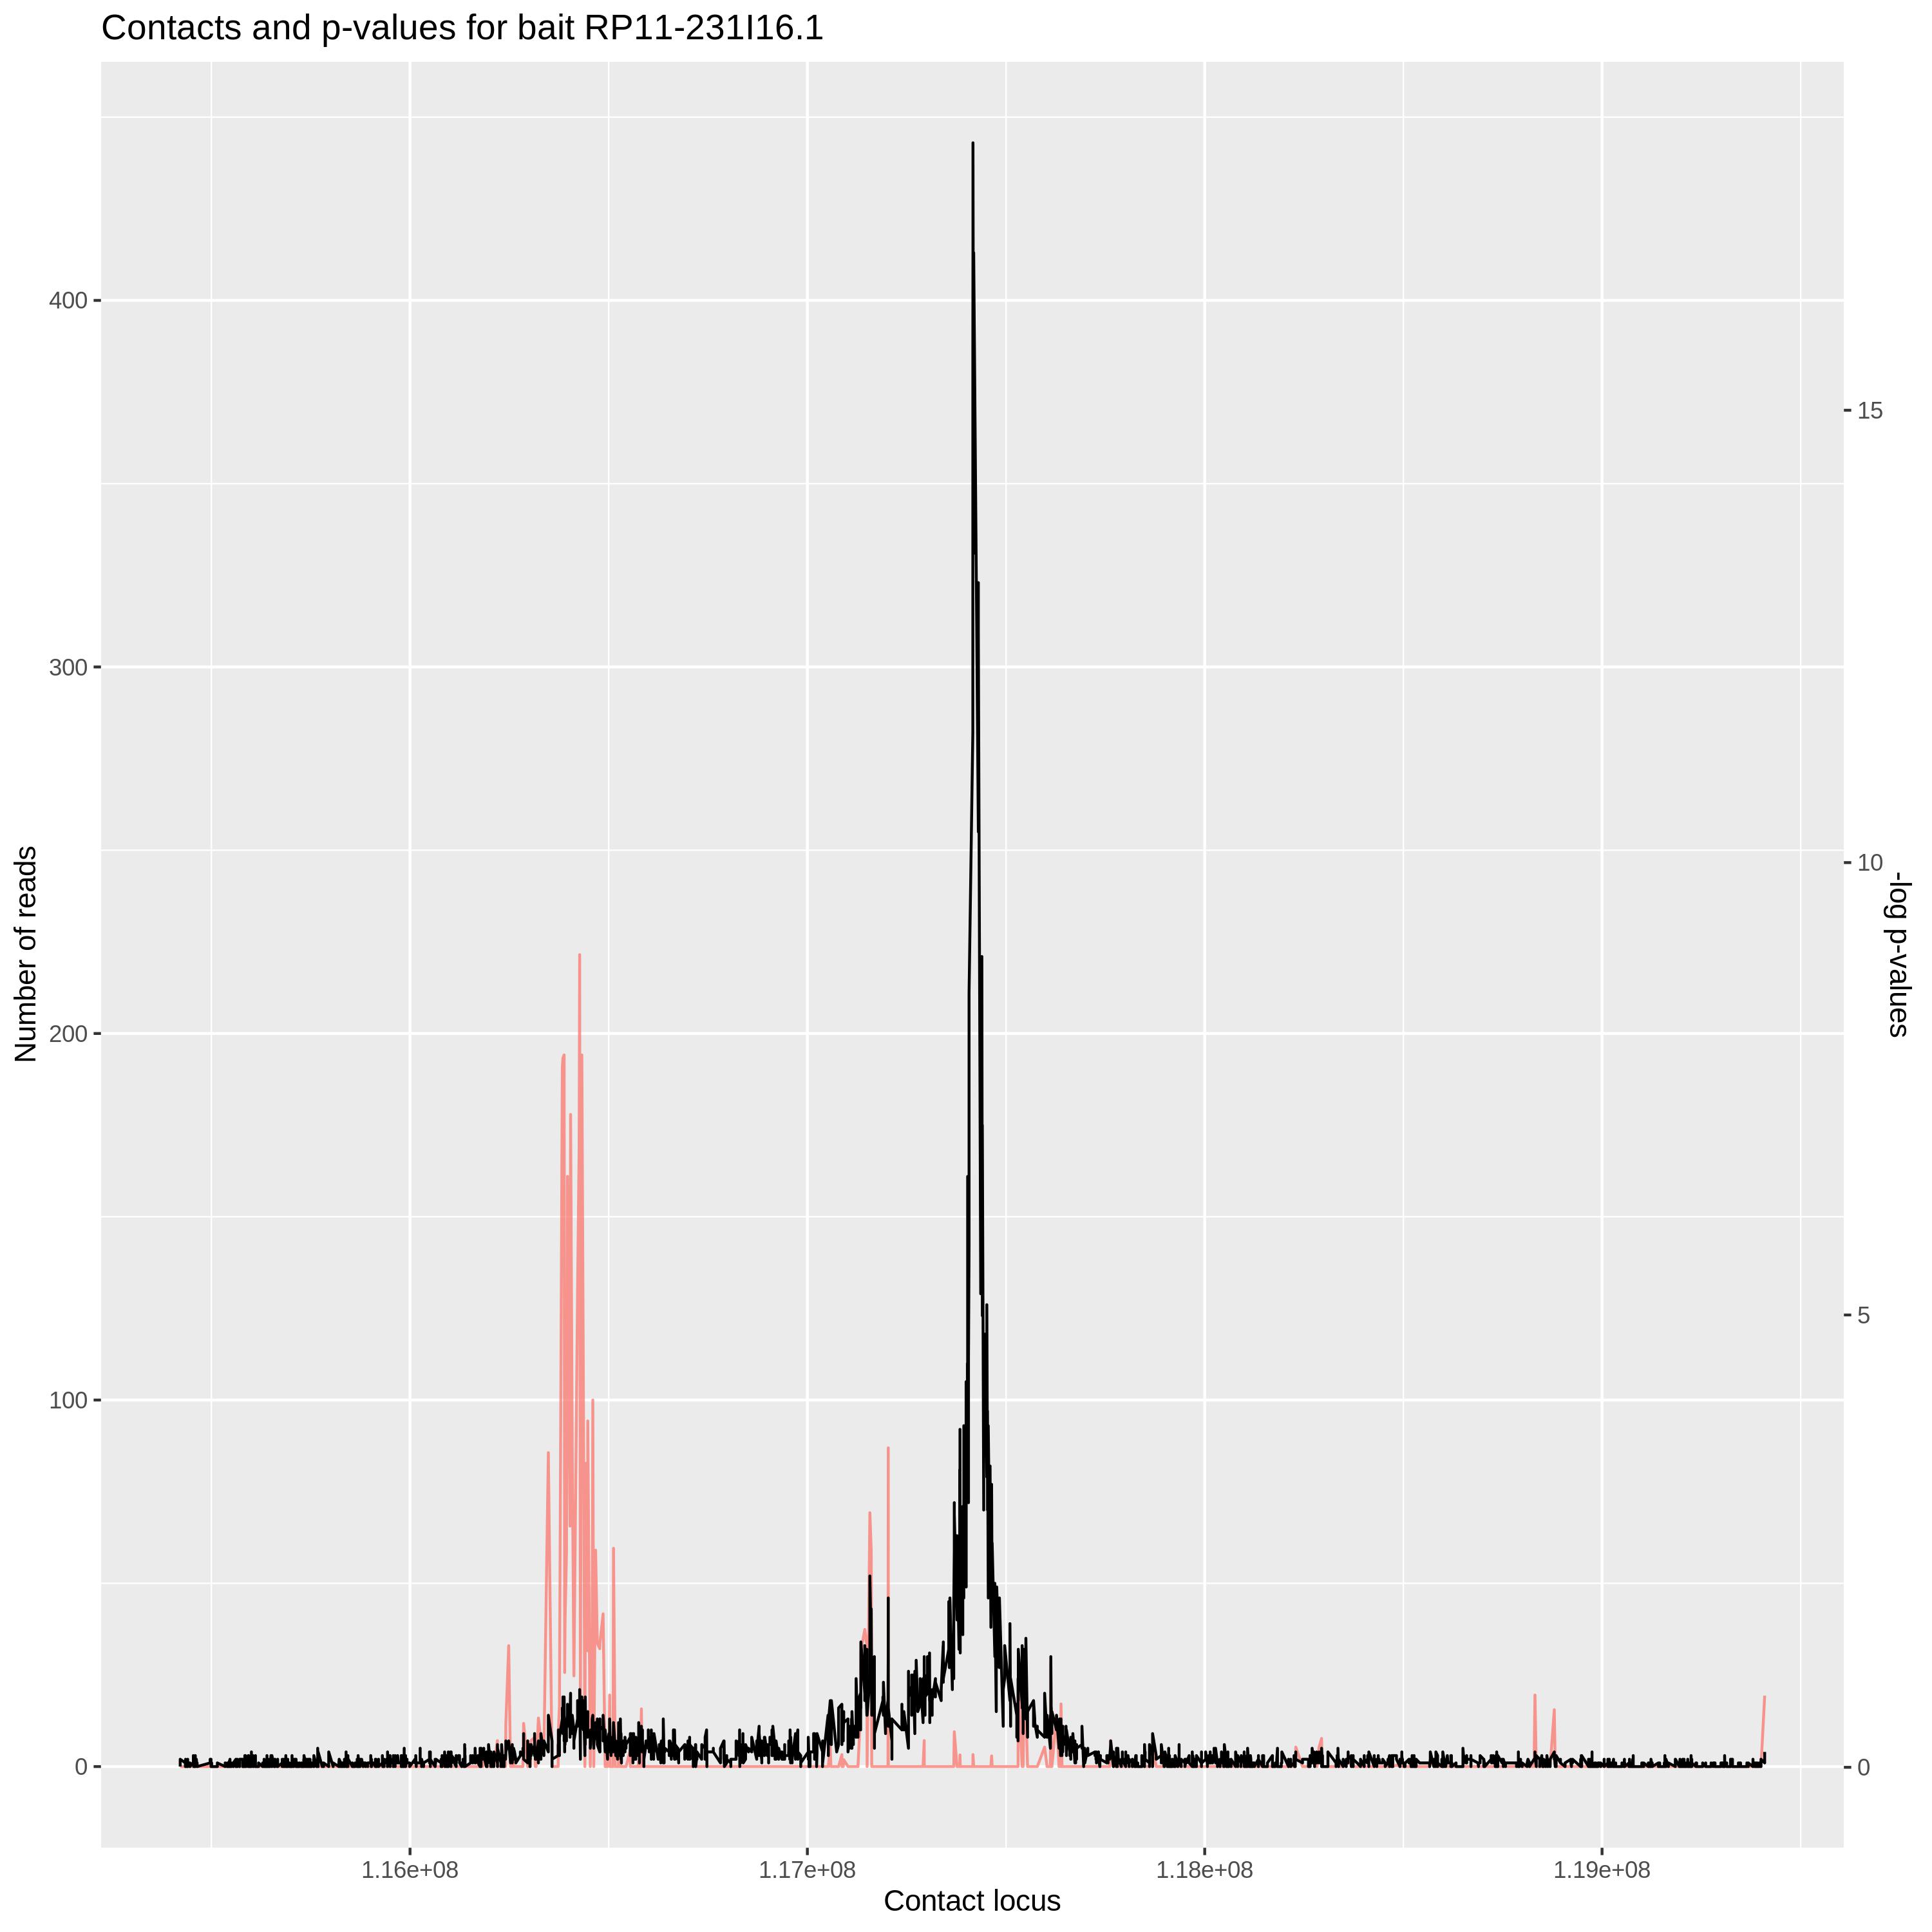 Contacts and p-values for bait RP11-231I16.1
400
300
200
100
0
Number of reads
15
10
5
0
-log p-values
1.16e+08
1.17e+08
1.18e+08
1.19e+08
Contact locus